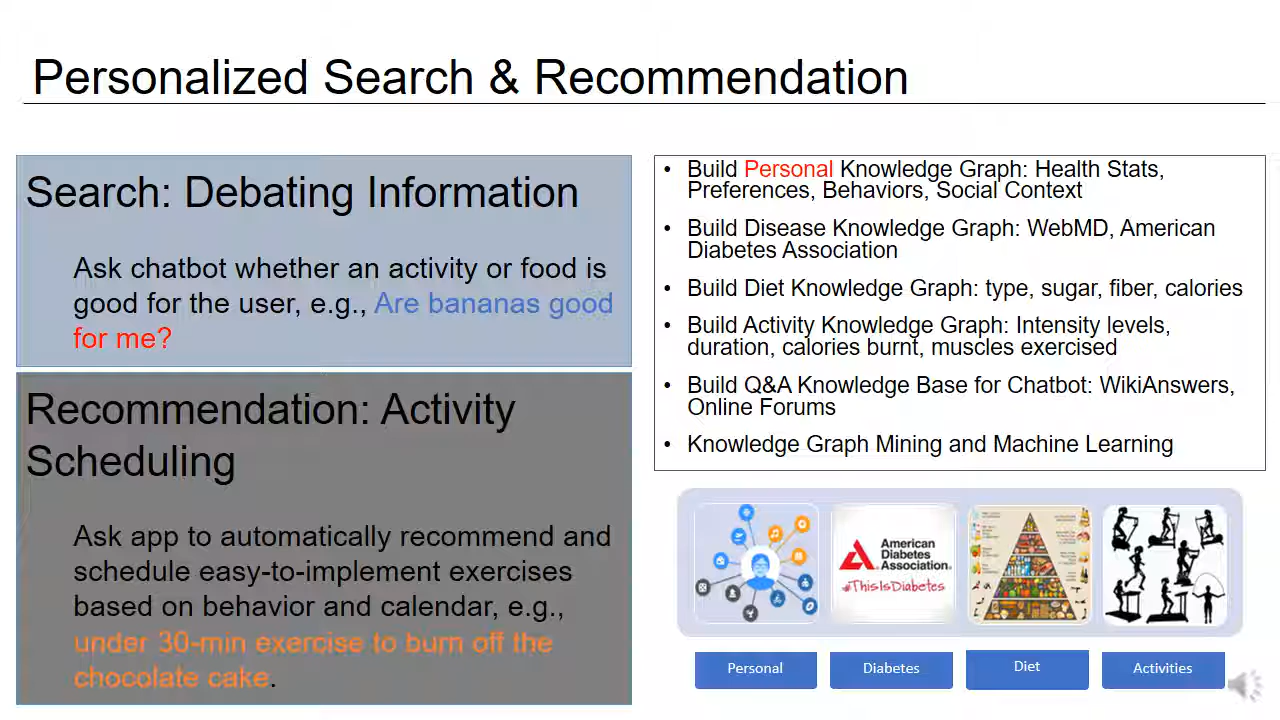 Personalized Search & Recommendation
Search: Debating Information
Ask chatbot whether an activity or food is
good for the user, e.g., Are bananas good
for me?
Recommendation: Activity
Scheduling
Ask app to automatically recommend and
schedule easy-to-implement exercises
based on behavior and calendar, e.g.,
under 30-min exercise to burn off the
chocolate cake.
• Build Personal Knowledge Graph: Health Stats,
Preferences, Behaviors, Social Context
• Build Disease Knowledge Graph: WebMD, American
Diabetes Association
• Build Diet Knowledge Graph: type, sugar, fiber, calories
• Build Activity Knowledge Graph: Intensity levels,
duration, calories burnt, muscles exercised
• Build Q&A Knowledge Base for Chatbot: WikiAnswers,
Online Forums
• Knowledge Graph Mining and Machine Learning
American
Diabetes
Association.
#ThisIsDiabetes
Personal
Diabetes
Diet
Activities